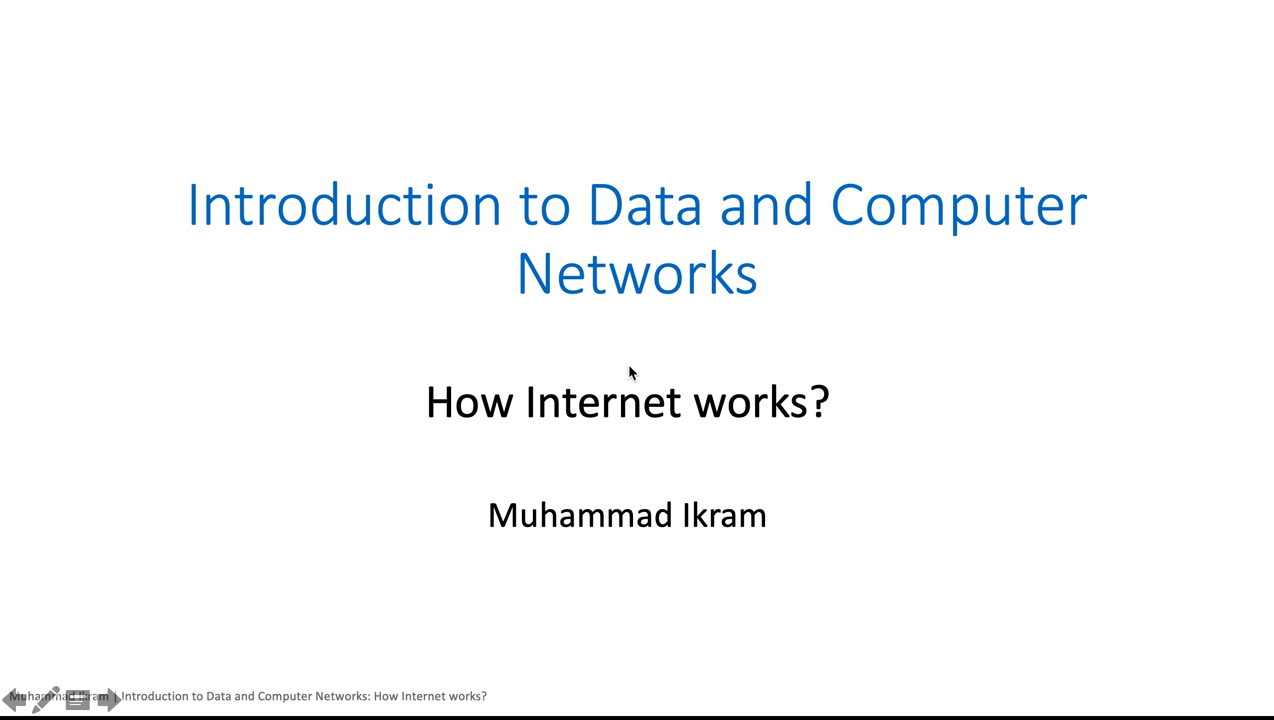 Introduction to Data and Computer
Networks
How Internet works?
Muhammad Ikram
Muhammad Ikram | Introduction to Data and Computer Networks: How Internet works?